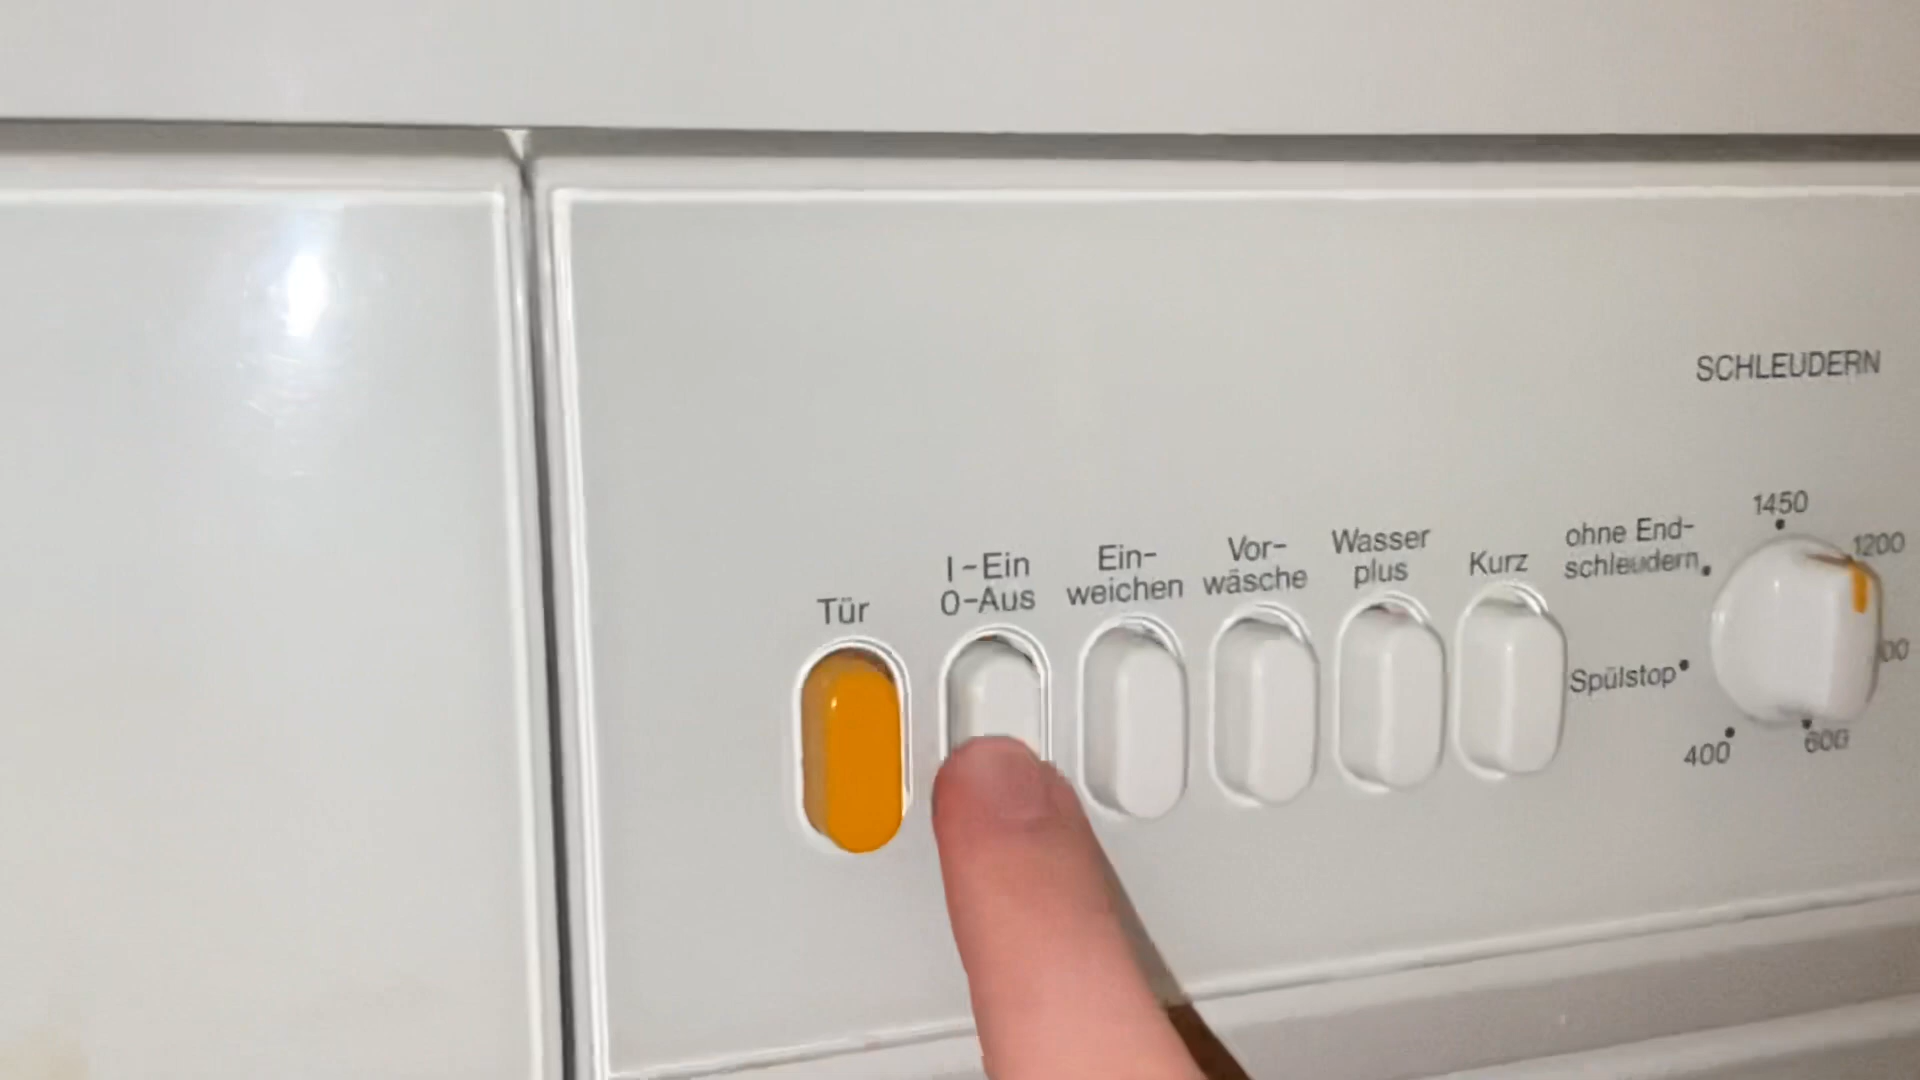 SCHLEUDERN
Tür
I-Ein
0-Aus
Ein-
weichen
Vor-
wäsche
Wasser
plus
Kurz
ohne End-
schleudern
Spülstop
1450
1200
00
600
400